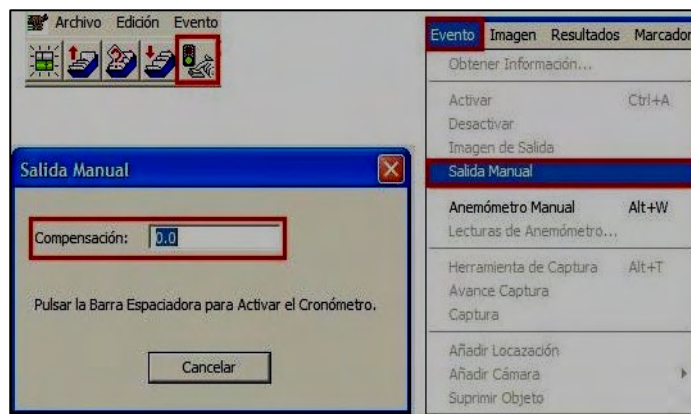 Archivo Edición Evento
Salida Manual
Compensación: 0.0
Pulsar la Barra Espaciadora para Activar el Cronómetro.
Cancelar
Evento Imagen Resultados Marcador
Obtener Información...
Activar Ctrl+A
Desactivar
Imagen de Salida
Salida Manual
Anemómetro Manual Alt+W
Lecturas de Anemómetro...
Herramienta de Captura Alt+T
Avance Captura
Captura
Añadir Locazación
Añadir Cámara
Suprimir Objeto